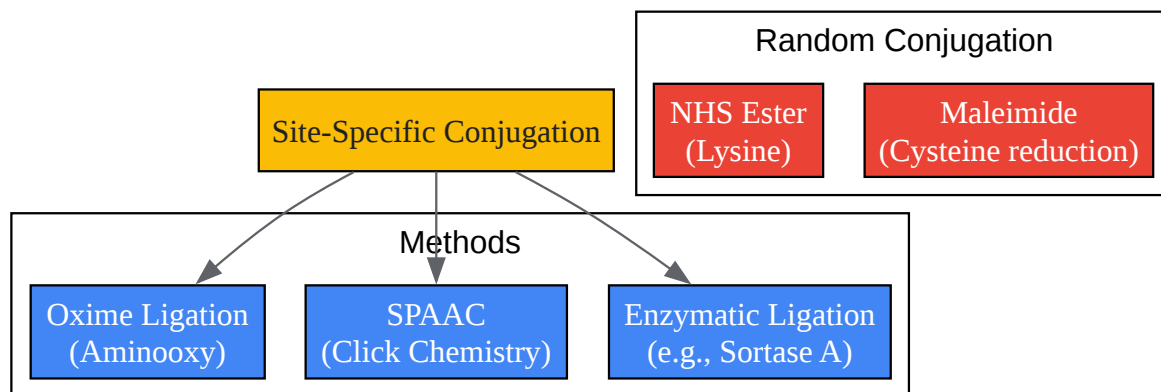 Random Conjugation
NHS Ester
(Lysine)
Maleimide
(Cysteine reduction)
Site-Specific Conjugation
Methods
Oxime Ligation
(Aminooxy)
SPAAC
(Click Chemistry)
Enzymatic Ligation
(e.g., Sortase A)